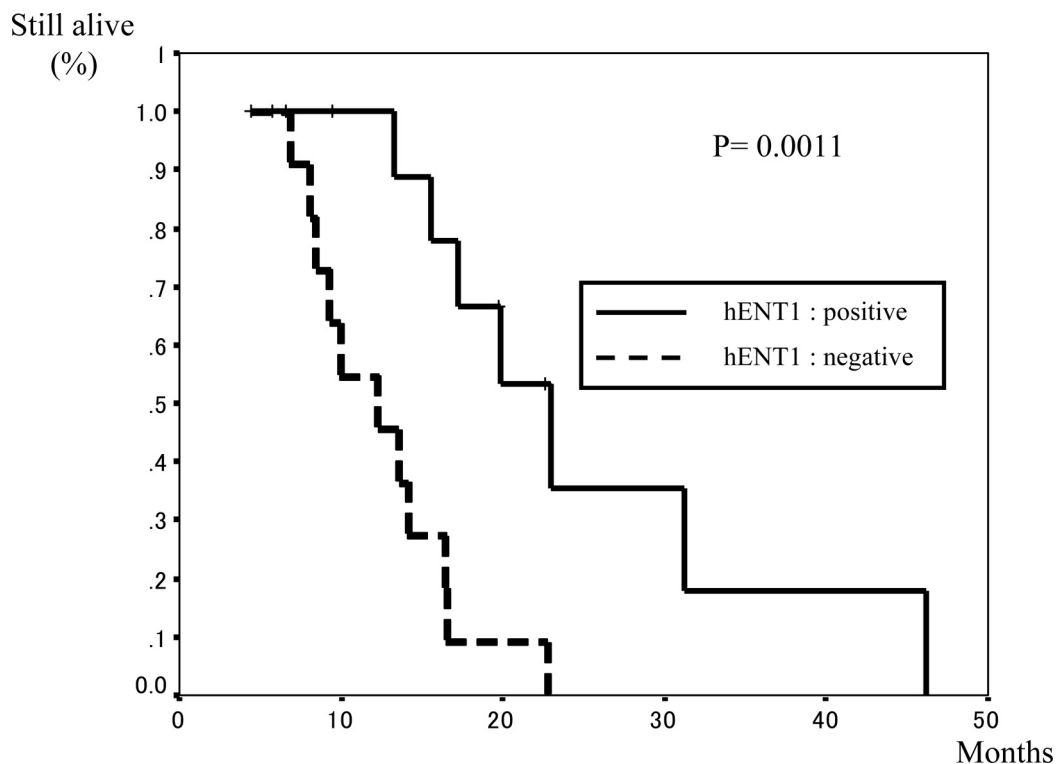 Still alive
(%)
1
1.0
.9
.8
.7
.6
.5
.4
.3
.2
.1
0.0
P= 0.0011
hENT1 : positive
hENT1 : negative
0 10 20 30 40 50
Months